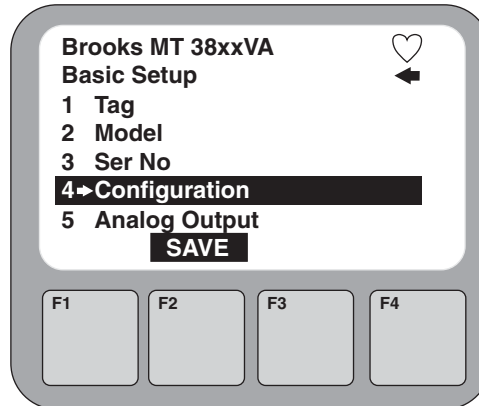 Brooks MT 38xxVA
Basic Setup
1 Tag
2 Model
3 Ser No
4 Configuration
5 Analog Output
SAVE
F1 F2 F3 F4